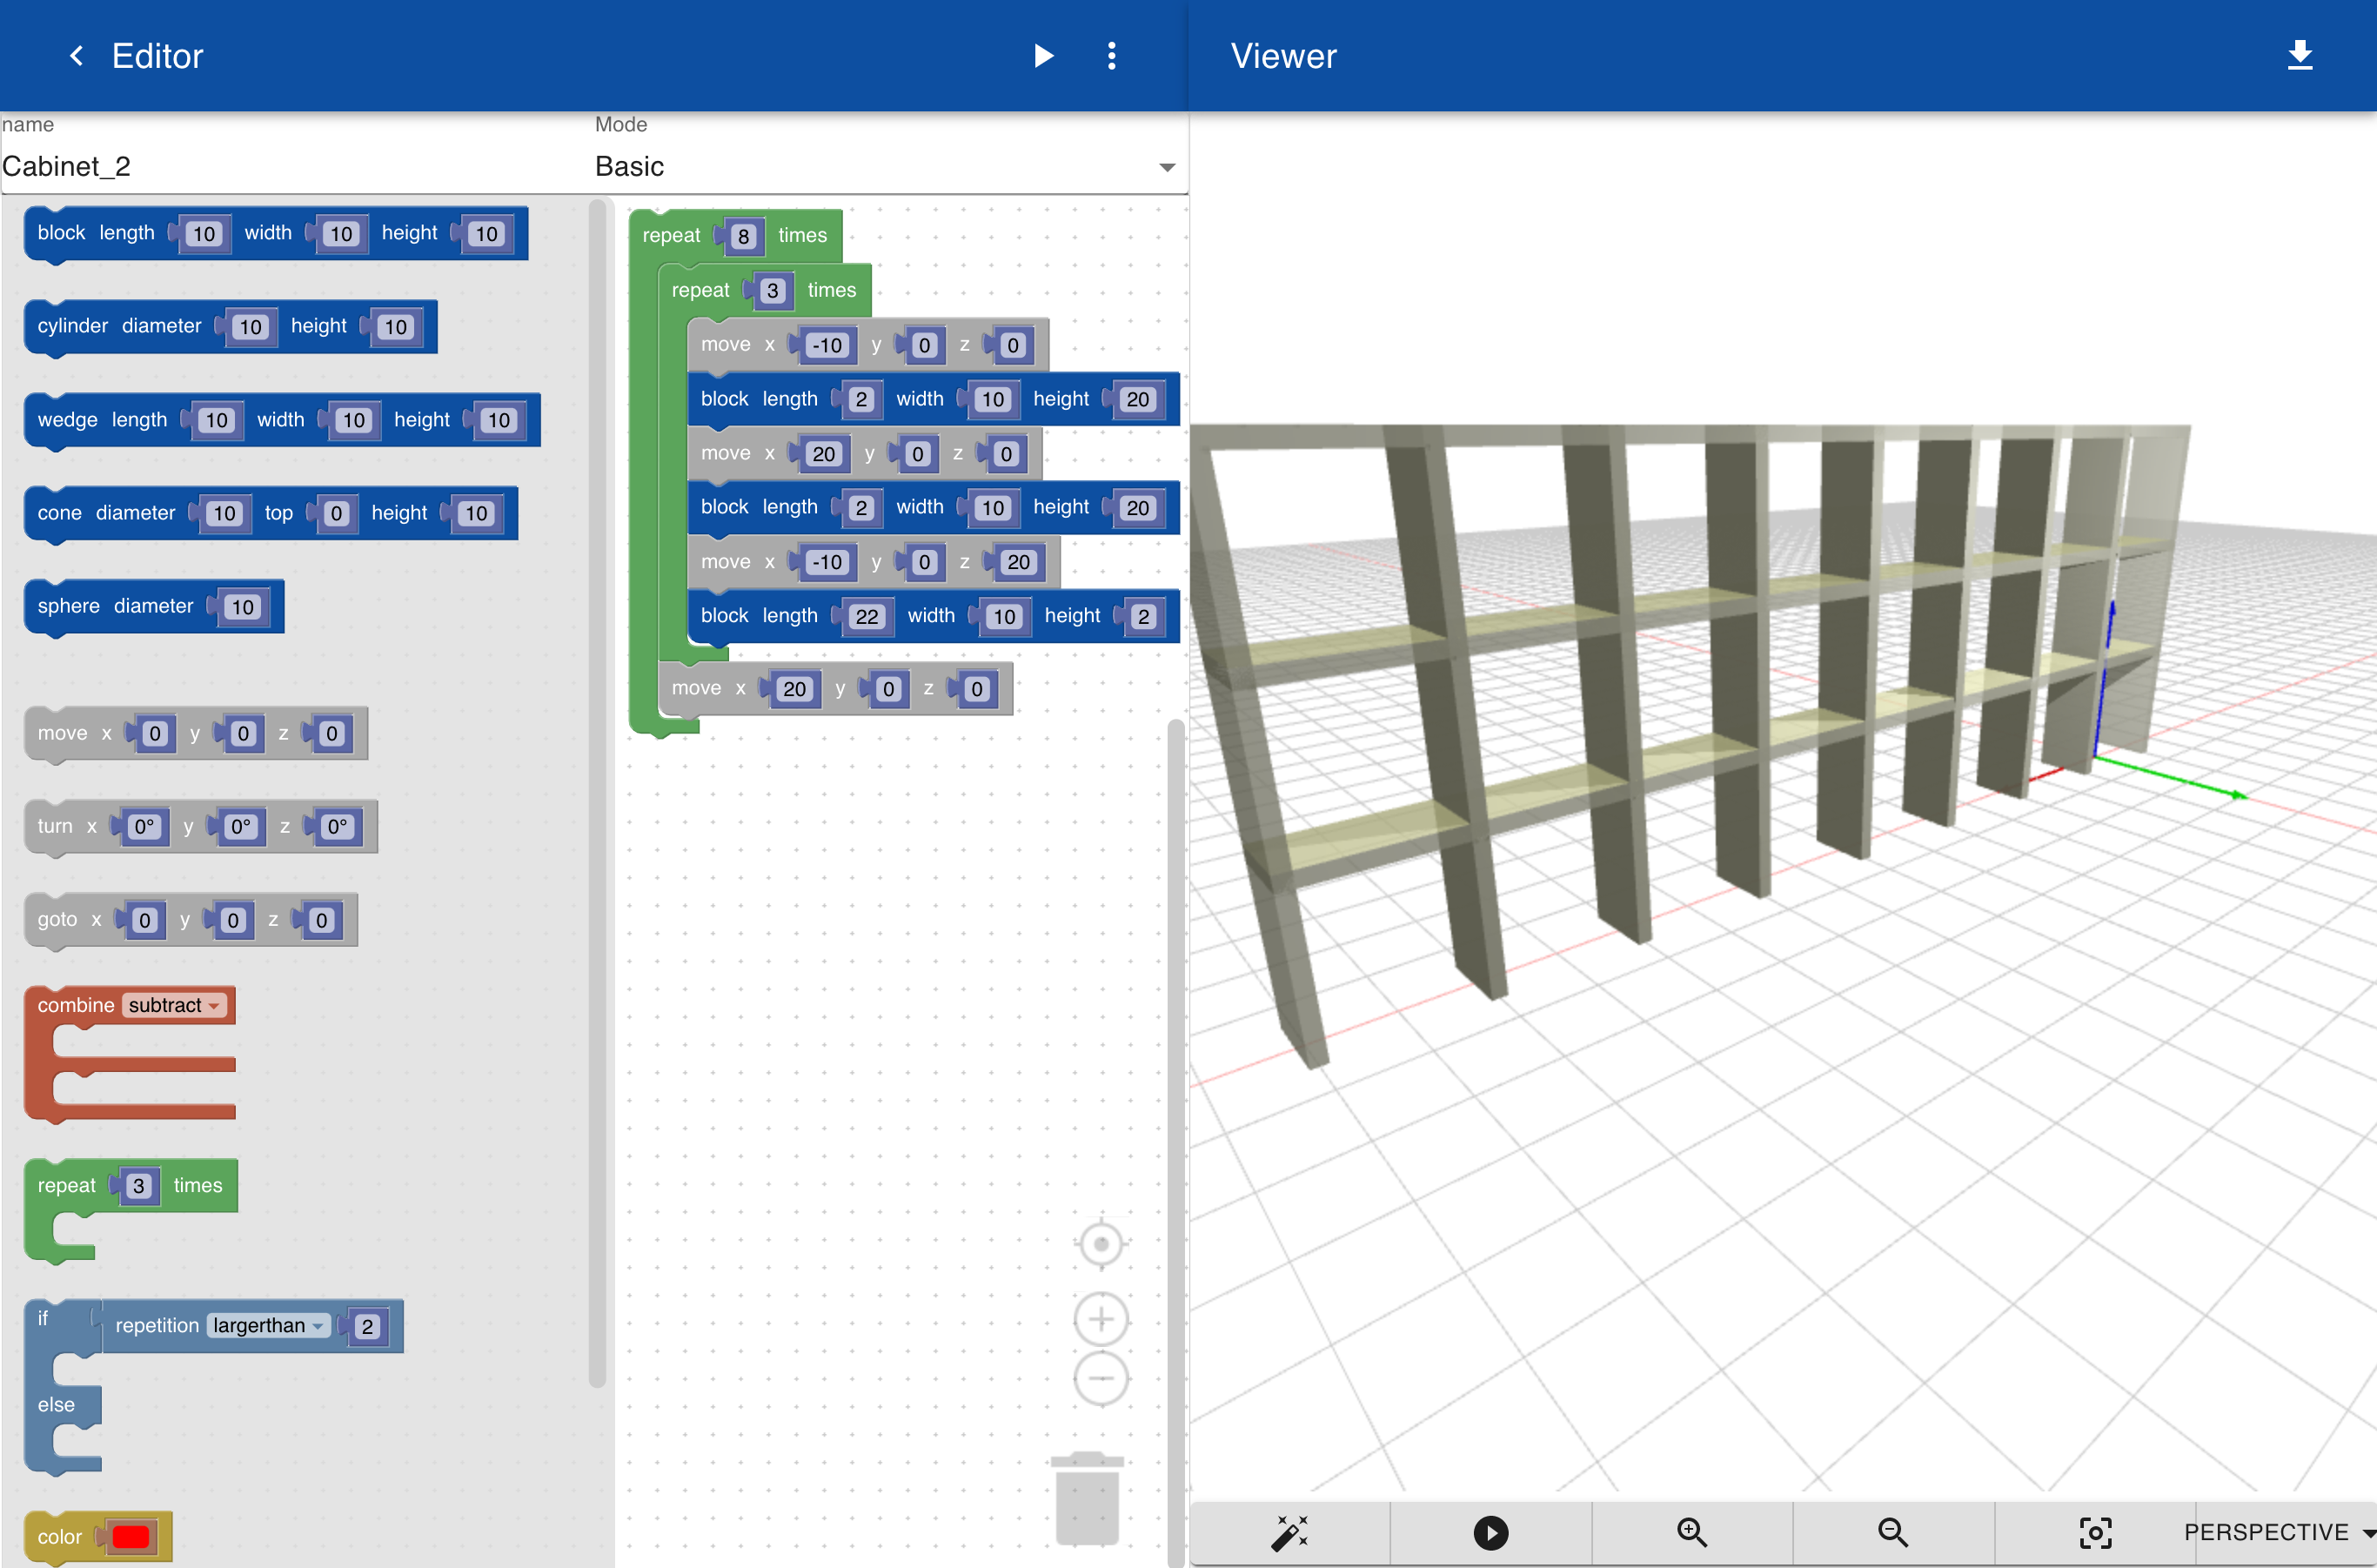 Editor
Viewer
name
Mode
Cabinet_2
Basic
block length 10 width 10 height 10
cylinder diameter 10 height 10
wedge length 10 width 10 height 10
cone diameter 10 top 0 height 10
sphere diameter 10
move x 0 y 0 z 0
turn x 0° y 0° z 0°
goto x 0 y 0 z 0
combine subtract
repeat 3 times
if repetition largerthan 2
else
color
repeat 8 times
repeat 3 times
move x -10 y 0 z 0
block length 2 width 10 height 20
move x 20 y 0 z 0
block length 2 width 10 height 20
move x -10 y 0 z 20
block length 22 width 10 height 2
move x 20 y 0 z 0
PERSPECTIVE